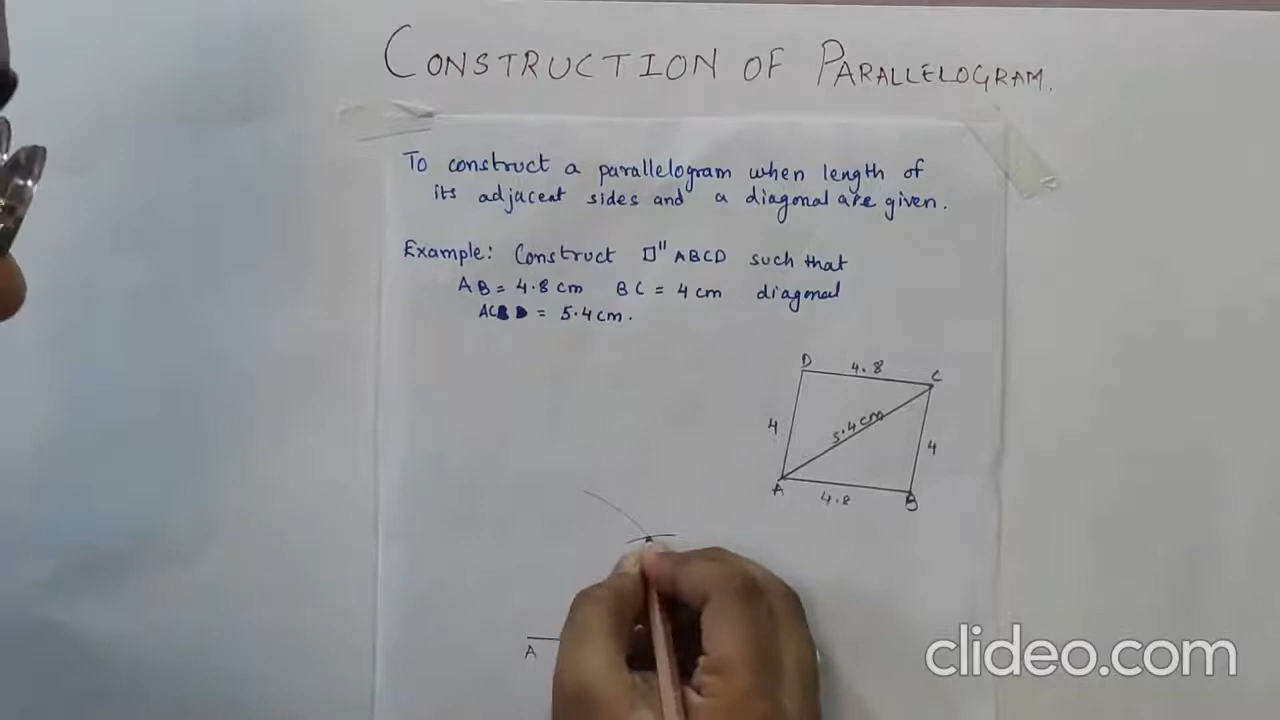 CONSTRUCTION OF PARALLELOGRAM.
To construct a parallelogram when length of
its adjacent sides and a diagonal are given.
Example: Construct ▱ ABCD such that
AB = 4.8 cm BC = 4 cm diagonal
AC = 5.4 cm.
D 4.8 C
4 5.4 cm 4
A 4.8 B
A
clideo.com